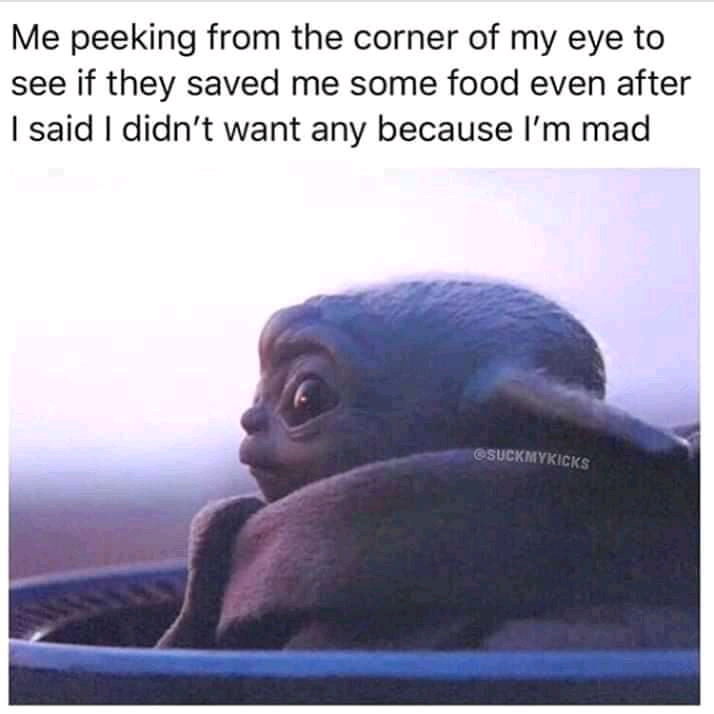 Me peeking from the corner of my eye to
see if they saved me some food even after
I said I didn't want any because I'm mad
@SUCKMYKICKS